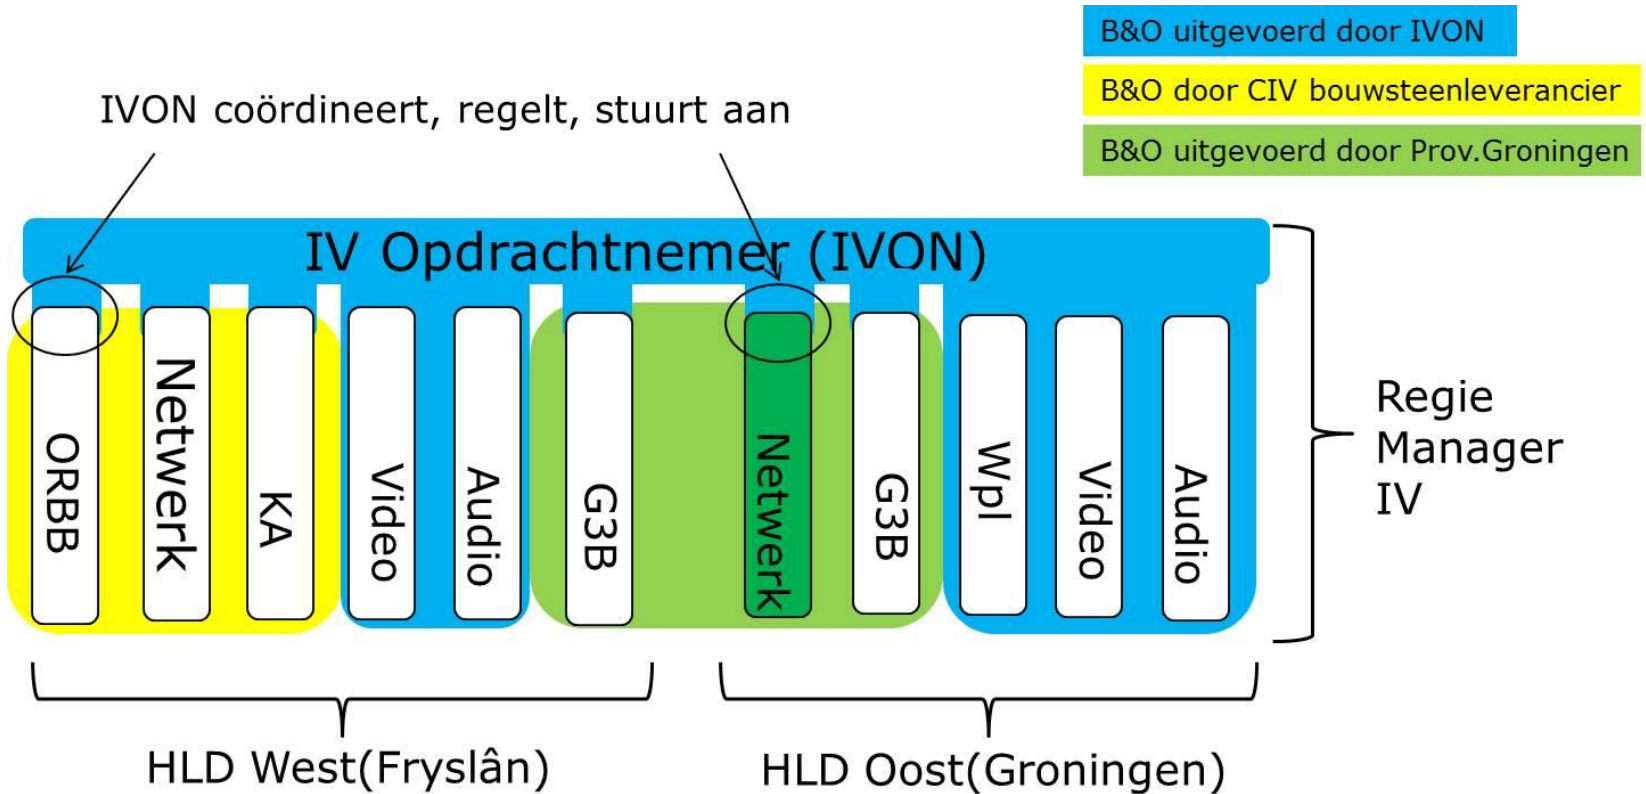 B&O uitgevoerd door IVON
B&O door CIV bouwsteenleverancier
B&O uitgevoerd door Prov.Groningen
IVON coördineert, regelt, stuurt aan
IV Opdrachtnemer (IVON)
ORBB
Netwerk
KA
Video
Audio
G3B
Netwerk
G3B
Wpl
Video
Audio
Regie
Manager
IV
HLD West(Fryslân)
HLD Oost(Groningen)